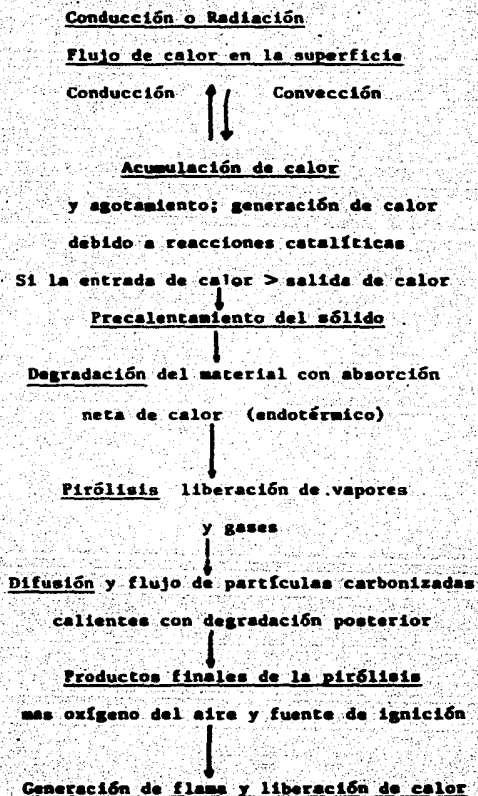 Conducción o Radiación
Flujo de calor en la superficie
Conducción Convección
Acumulación de calor
y agotamiento; generación de calor
debido a reacciones catalíticas
Si la entrada de calor > salida de calor
Precalentamiento del sólido
Degradación del material con absorción
neta de calor (endotérmico)
Pirólisis liberación de vapores
y gases
Difusión y flujo de partículas carbonizadas
calientes con degradación posterior
Productos finales de la pirólisis
mas oxígeno del aire y fuente de ignición
Generación de flama y liberación de calor